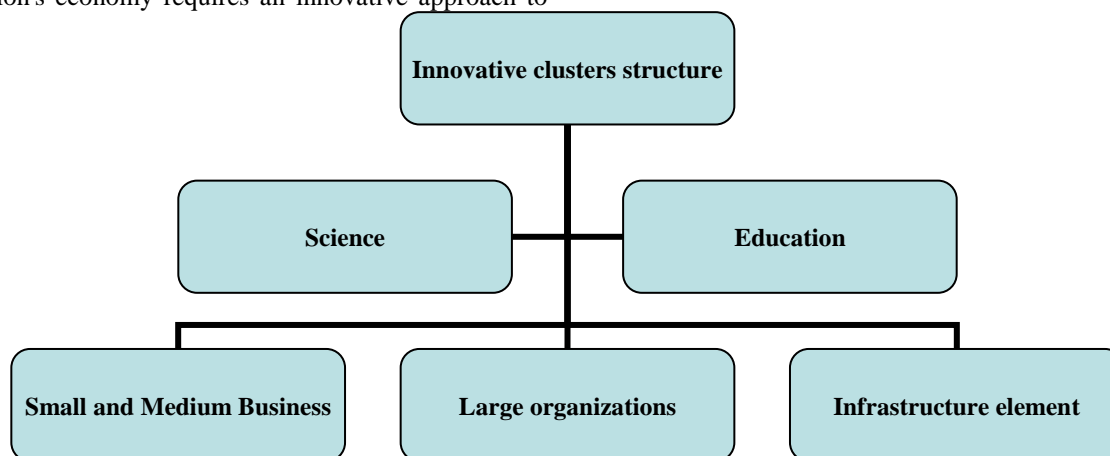 economy requires an innovative approach to
Innovative clusters structure
Science
Education
Small and Medium Business
Large organizations
Infrastructure element